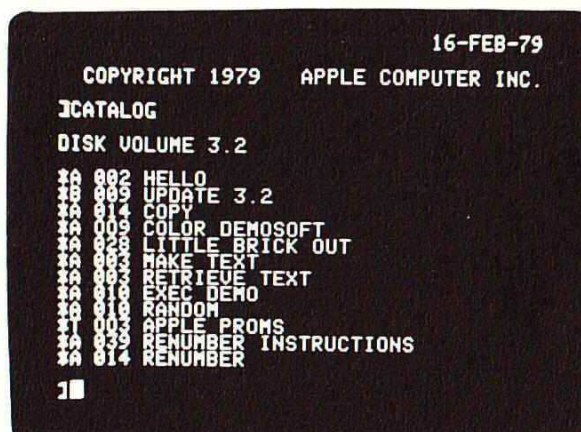 16-FEB-79
COPYRIGHT 1979 APPLE COMPUTER INC.
]CATALOG
DISK VOLUME 3.2
*A 002 HELLO
*B 009 UPDATE 3.2
*A 014 COPY
*A 009 COLOR DEMOSOFT
*A 028 LITTLE BRICK OUT
*A 003 MAKE TEXT
*A 003 RETRIEVE TEXT
*A 010 EXEC DEMO
*A 010 RANDOM
*T 003 APPLE PROMS
*A 039 RENUMBER INSTRUCTIONS
*A 014 RENUMBER
]